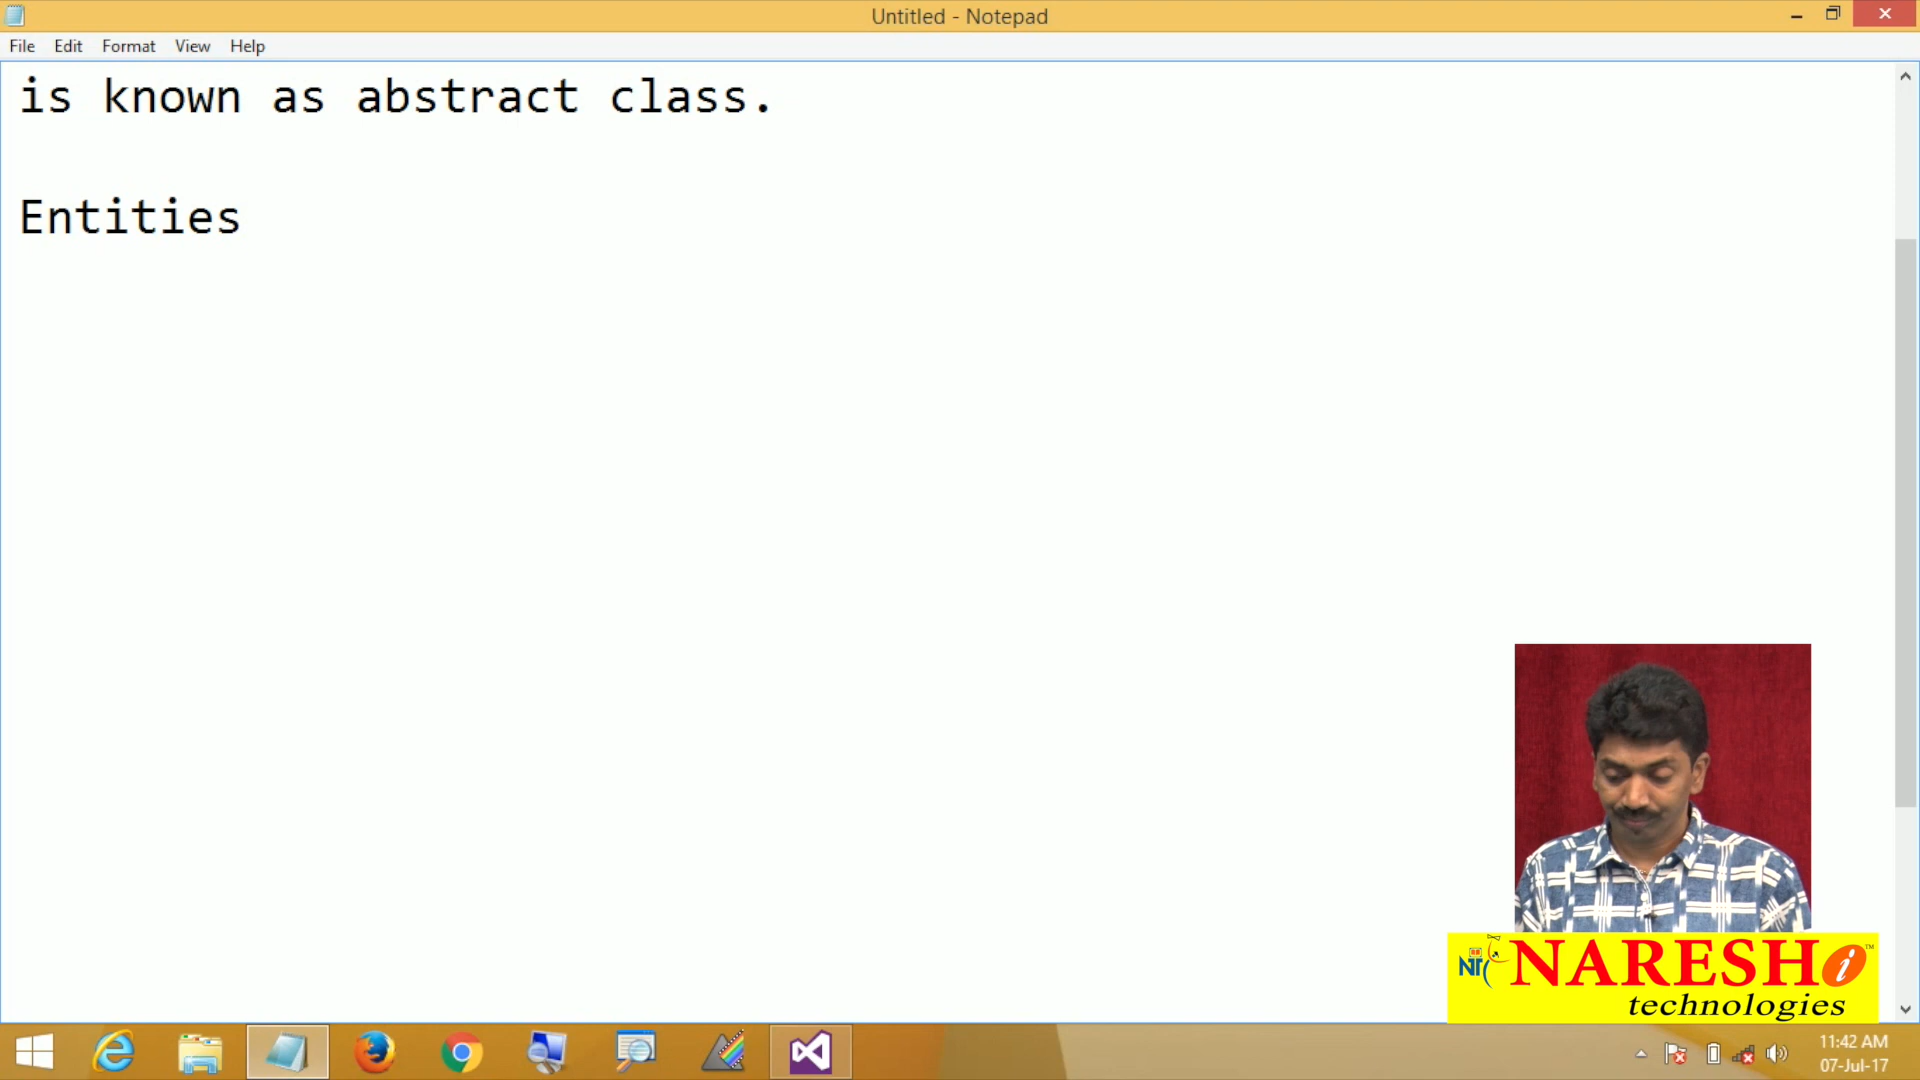 Untitled - Notepad
File Edit Format View Help
is known as abstract class.
Entities
NARESH i ™
technologies
11:42 AM
07-Jul-17